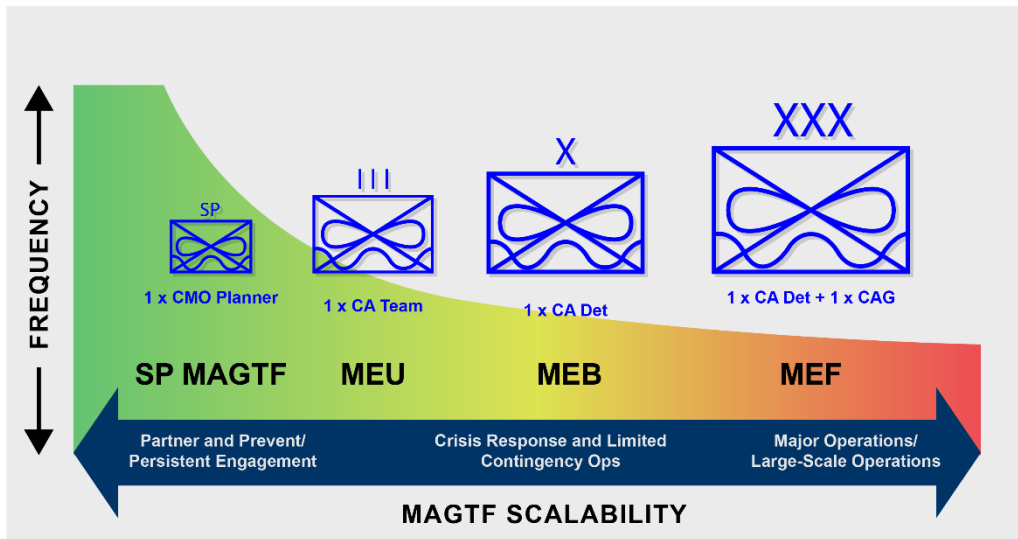 FREQUENCY
SP
III
X
XXX
1 x CMO Planner
1 x CA Team
1 x CA Det
1 x CA Det + 1 x CAG
SP MAGTF
MEU
MEB
MEF
Partner and Prevent/
Persistent Engagement
Crisis Response and Limited
Contingency Ops
Major Operations/
Large-Scale Operations
MAGTF SCALABILITY